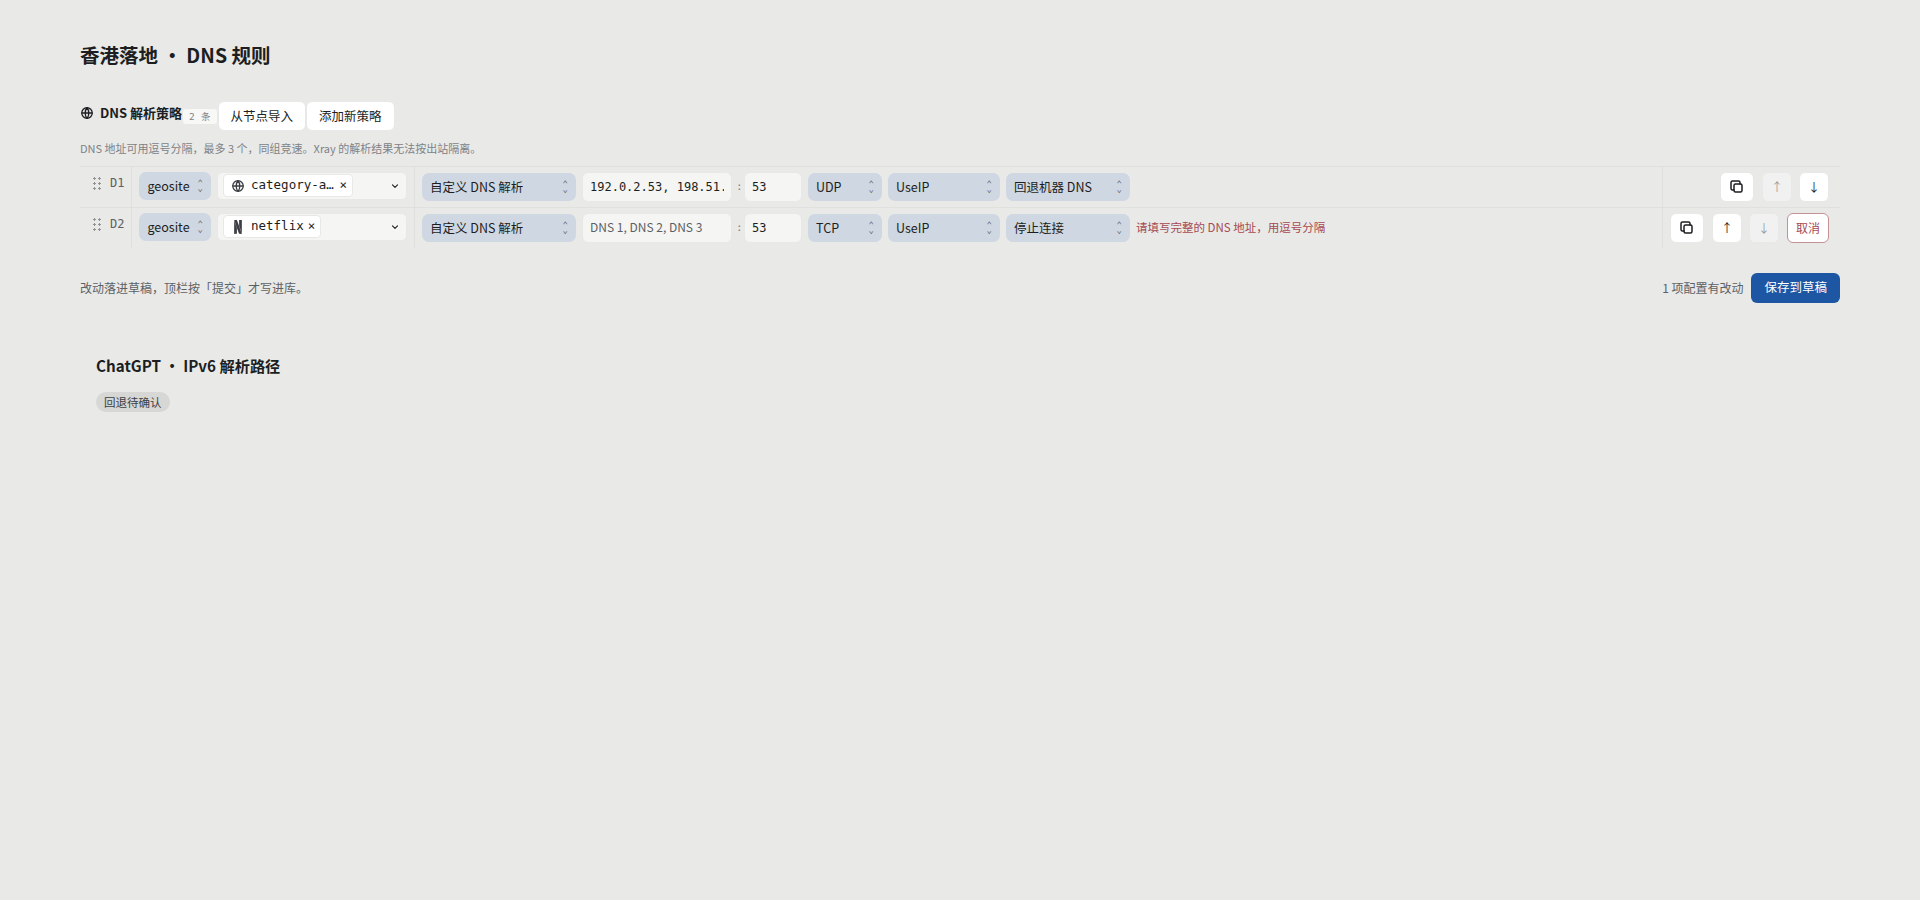 香港落地 · DNS 规则
DNS 解析策略 2 条 从节点导入 添加新策略
DNS 地址可用逗号分隔，最多 3 个，同组竞速。Xray 的解析结果无法按出站隔离。
D1 geosite category-a… × 自定义 DNS 解析 192.0.2.53, 198.51. : 53 UDP UseIP 回退机器 DNS ↑ ↓
D2 geosite netflix × 自定义 DNS 解析 DNS 1, DNS 2, DNS 3 : 53 TCP UseIP 停止连接 请填写完整的 DNS 地址，用逗号分隔 ↑ ↓ 取消
改动落进草稿，顶栏按「提交」才写进库。 1 项配置有改动 保存到草稿
ChatGPT · IPv6 解析路径
回退待确认